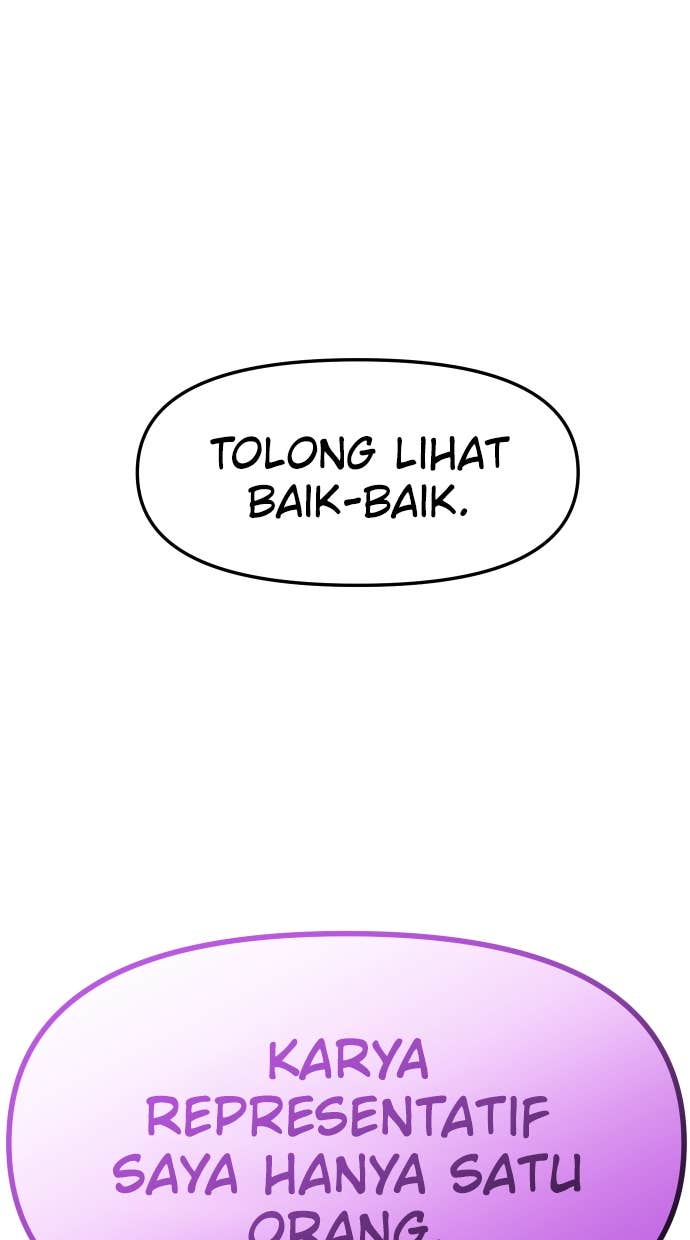 TOLONG LIHAT
BAIK-BAIK.
KARYA
REPRESENTATIF
SAYA HANYA SATU
ORANG.